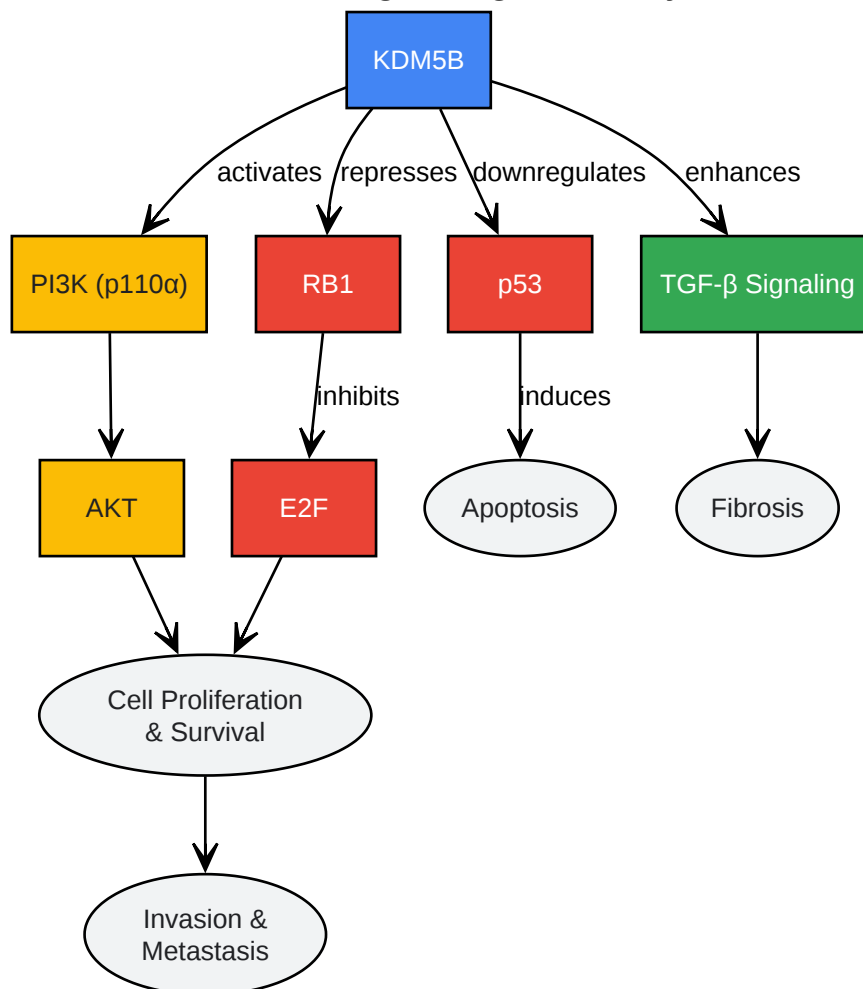 KDM5B
activates
represses
downregulates
enhances
PI3K (p110α)
RB1
p53
TGF-β Signaling
inhibits
induces
AKT
E2F
Apoptosis
Fibrosis
Cell Proliferation
& Survival
Invasion &
Metastasis